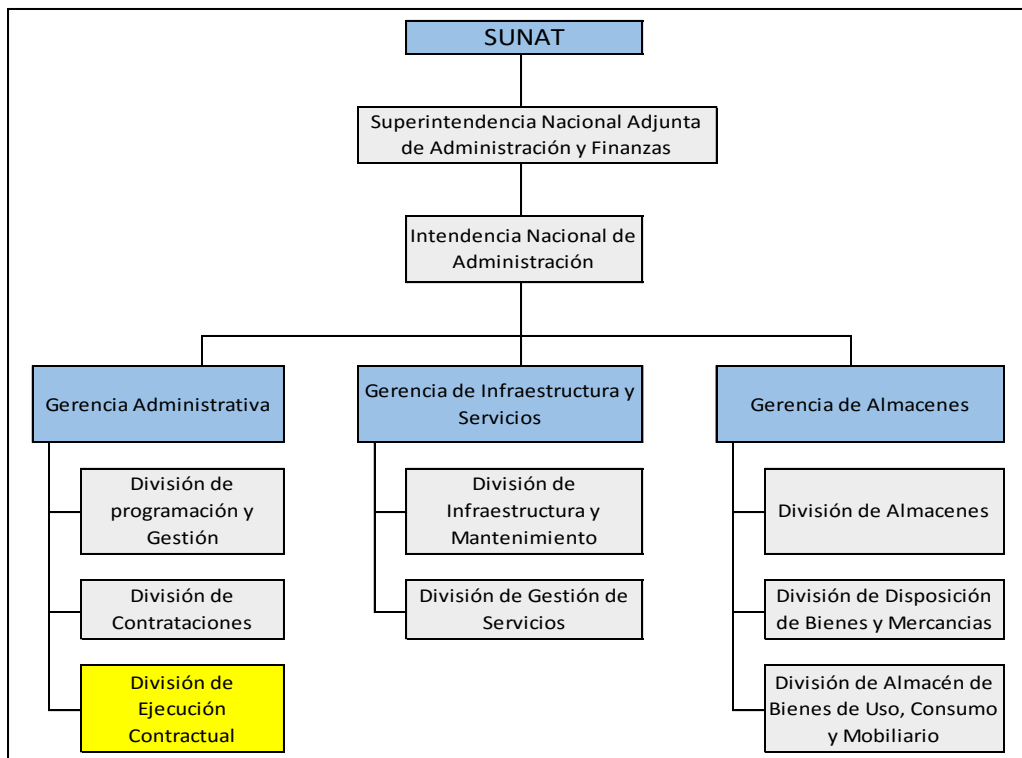 SUNAT
Superintendencia Nacional Adjunta
de Administración y Finanzas
Intendencia Nacional de
Administración
Gerencia Administrativa
Gerencia de Infraestructura y
Servicios
Gerencia de Almacenes
División de
programación y
Gestión
División de
Infraestructura y
Mantenimiento
División de Almacenes
División de
Contrataciones
División de Gestión de
Servicios
División de Disposición
de Bienes y Mercancias
División de
Ejecución
Contractual
División de Almacén de
Bienes de Uso, Consumo
y Mobiliario